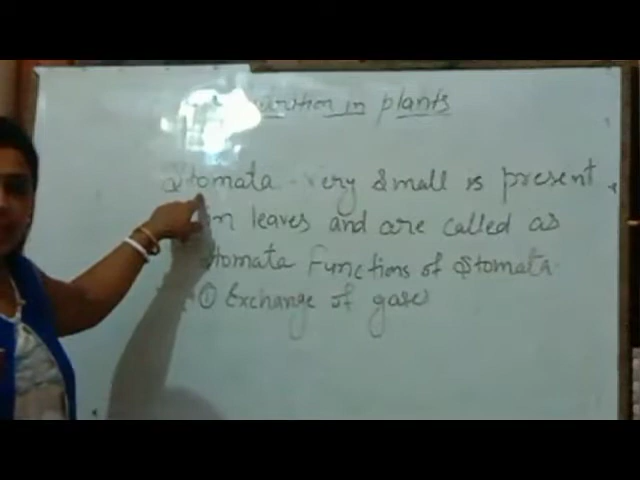 in plants
Stomata - very small is present
in leaves and are called as
Stomata Functions of Stomata.
① Exchange of gases